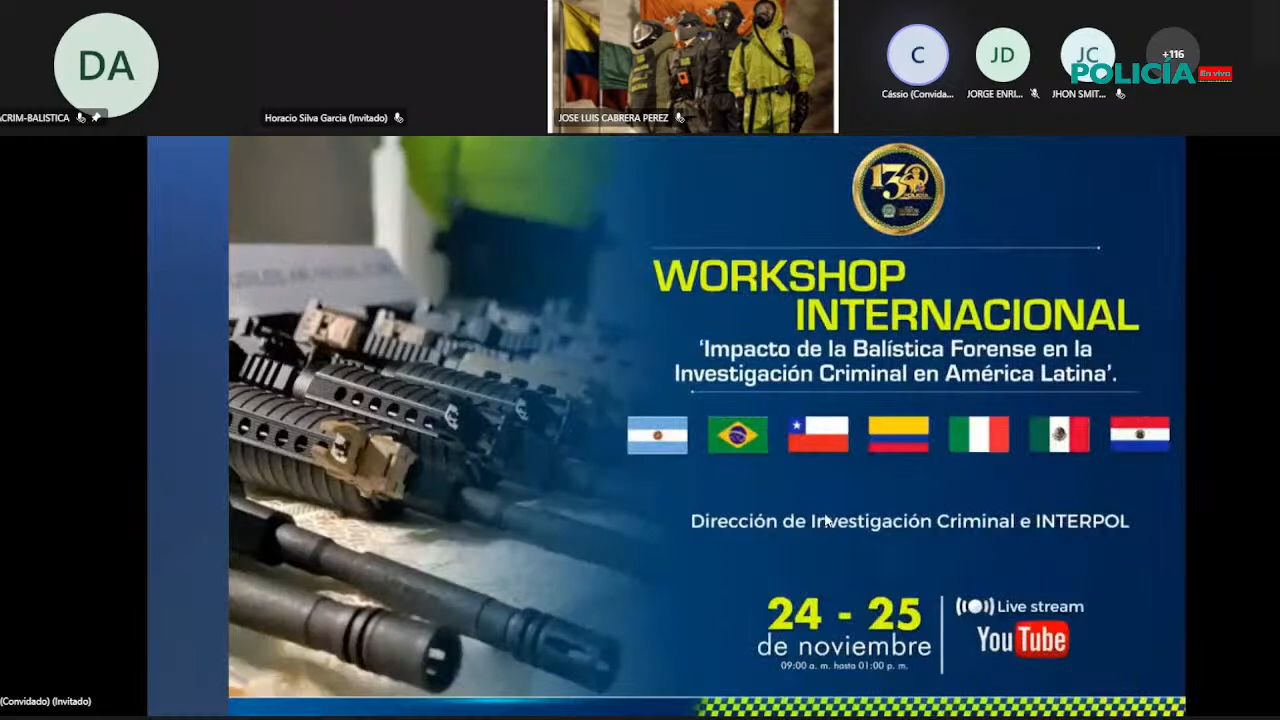 DA
ACRIM-BALISTICA
Horacio Silva Garcia (Invitado)
JOSE LUIS CABRERA PEREZ
C
Cássio (Convida...
JD
JORGE ENRI...
JC
JHON SMIT...
+116
POLICÍA
En vivo
130
WORKSHOP
INTERNACIONAL
‘Impacto de la Balística Forense en la
Investigación Criminal en América Latina’.
Dirección de Investigación Criminal e INTERPOL
24 - 25
de noviembre
09:00 a. m. hasta 01:00 p. m.
Live stream
YouTube
(Convidado) (Invitado)